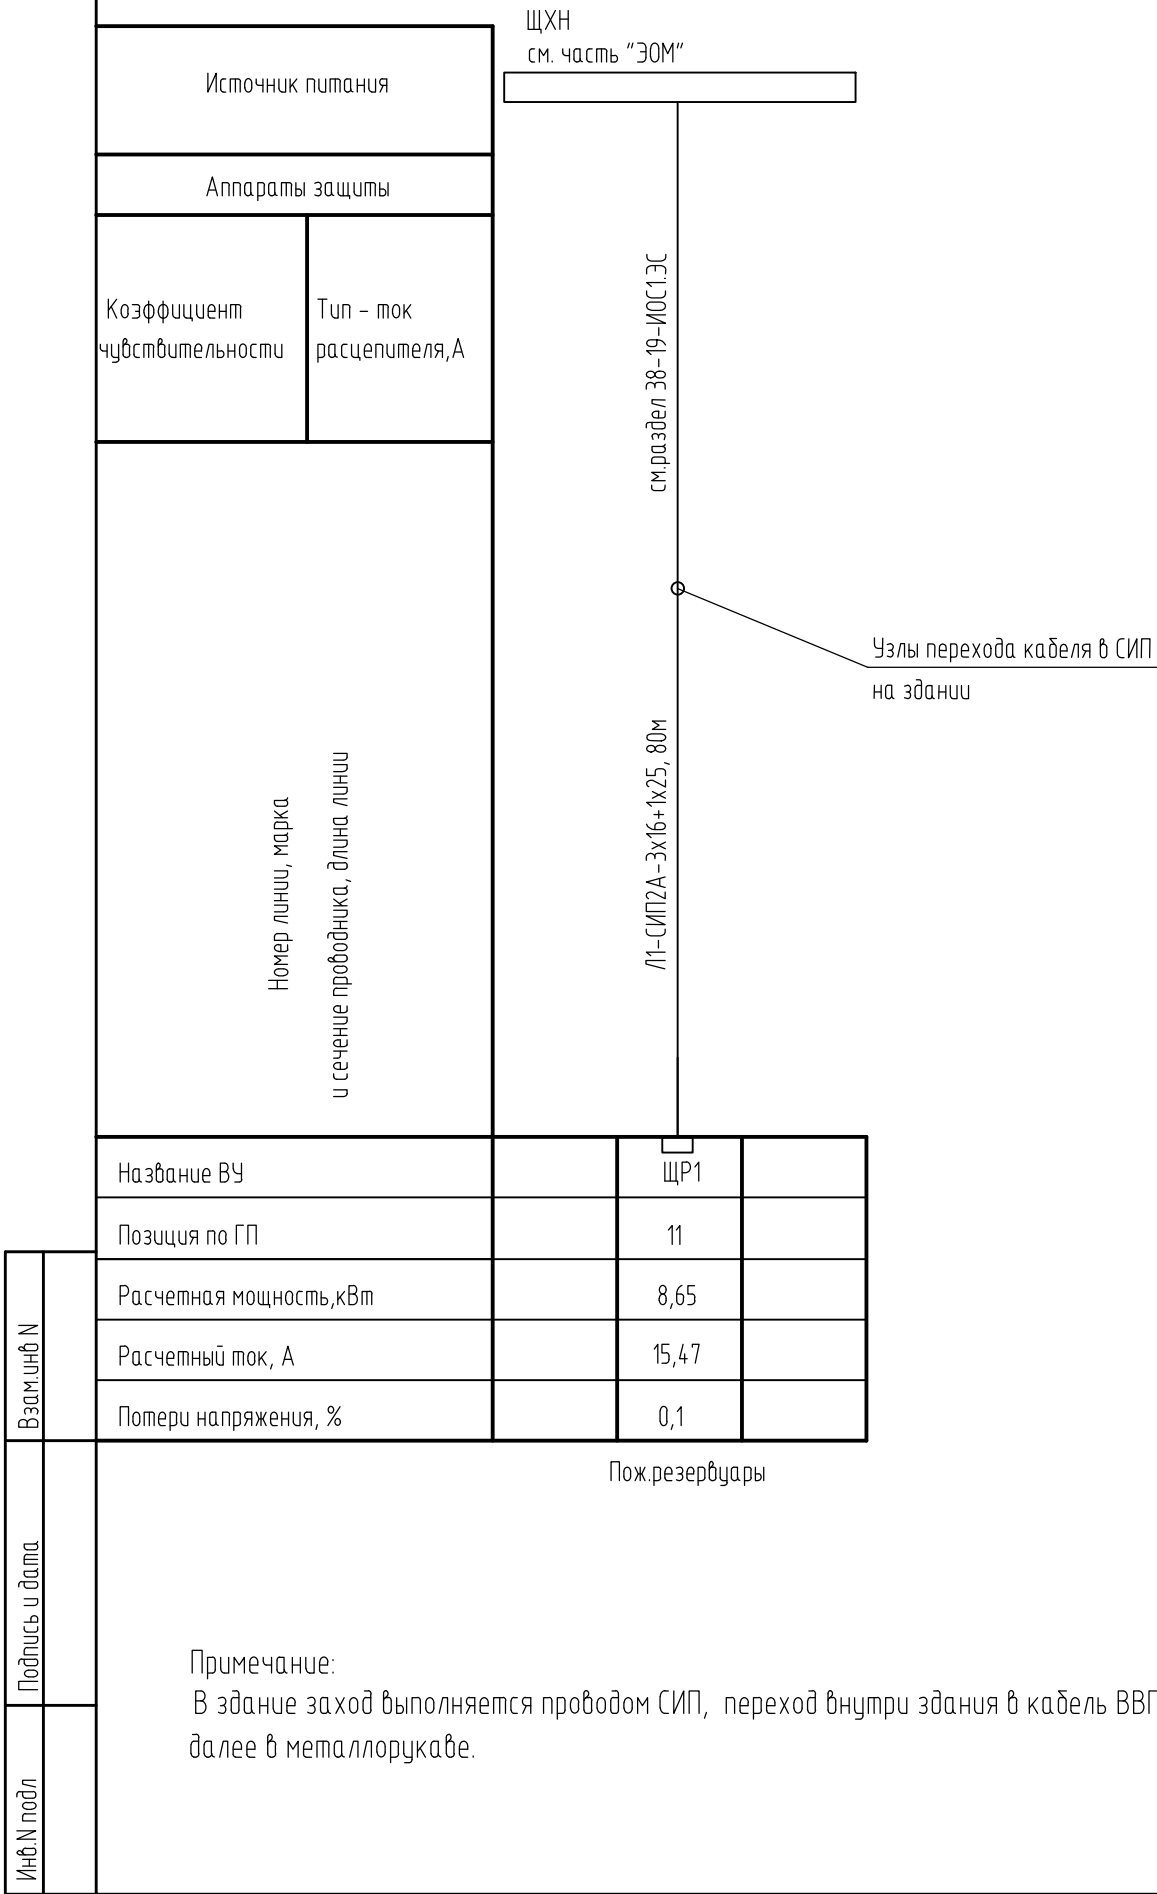 ЩХН
см. часть "ЭОМ"
Источник питания
Аппараты защиты
Коэффициент
чувствительности
Тип - ток
расцепителя,А
см.раздел 38-19-ИОС1.ЭС
Узлы перехода кабеля в СИП
на здании
Л1-СИП2А-3х16+1х25, 80м
Номер линии, марка
и сечение проводника, длина линии
Название ВУ
ЩР1
Позиция по ГП
11
Расчетная мощность,кВт
8,65
Расчетный ток, А
15,47
Потери напряжения, %
0,1
Пож.резервуары
Примечание:
В здание заход выполняется проводом СИП, переход внутри здания в кабель ВВГ
далее в металлорукаве.
Взам.инв N
Подпись и дата
Инв.N подл